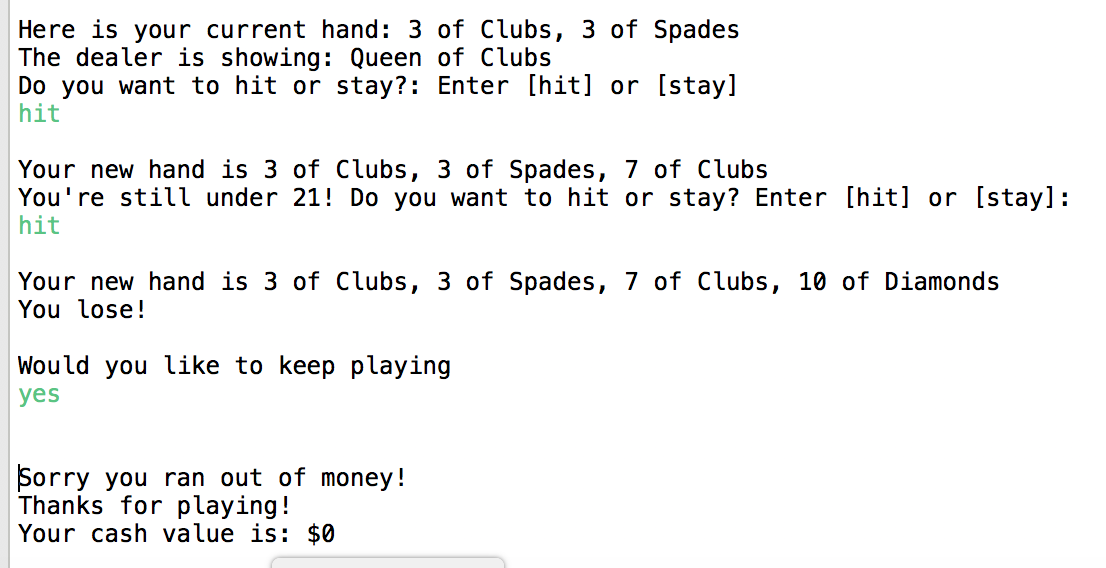 Here is your current hand: 3 of Clubs, 3 of Spades
The dealer is showing: Queen of Clubs
Do you want to hit or stay?: Enter [hit] or [stay]
hit
Your new hand is 3 of Clubs, 3 of Spades, 7 of Clubs
You're still under 21! Do you want to hit or stay? Enter [hit] or [stay]:
hit
Your new hand is 3 of Clubs, 3 of Spades, 7 of Clubs, 10 of Diamonds
You lose!
Would you like to keep playing
yes
Sorry you ran out of money!
Thanks for playing!
Your cash value is: $0